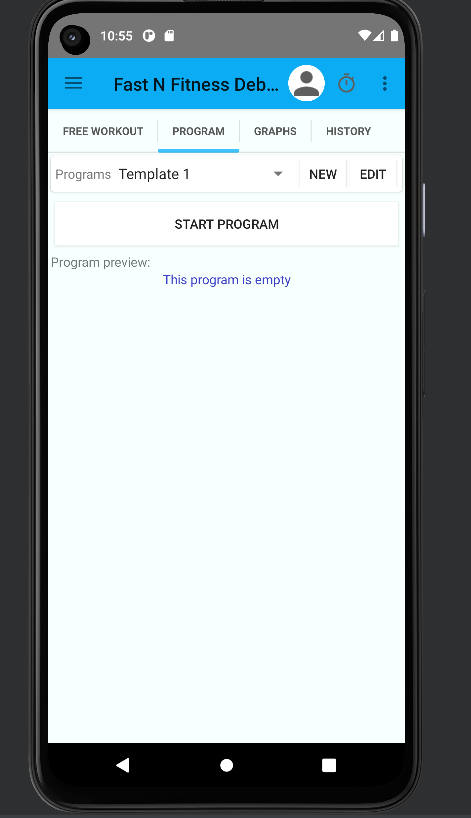 10:55
Fast N Fitness Deb...
FREE WORKOUT PROGRAM GRAPHS HISTORY
Programs Template 1 NEW EDIT
START PROGRAM
Program preview:
This program is empty